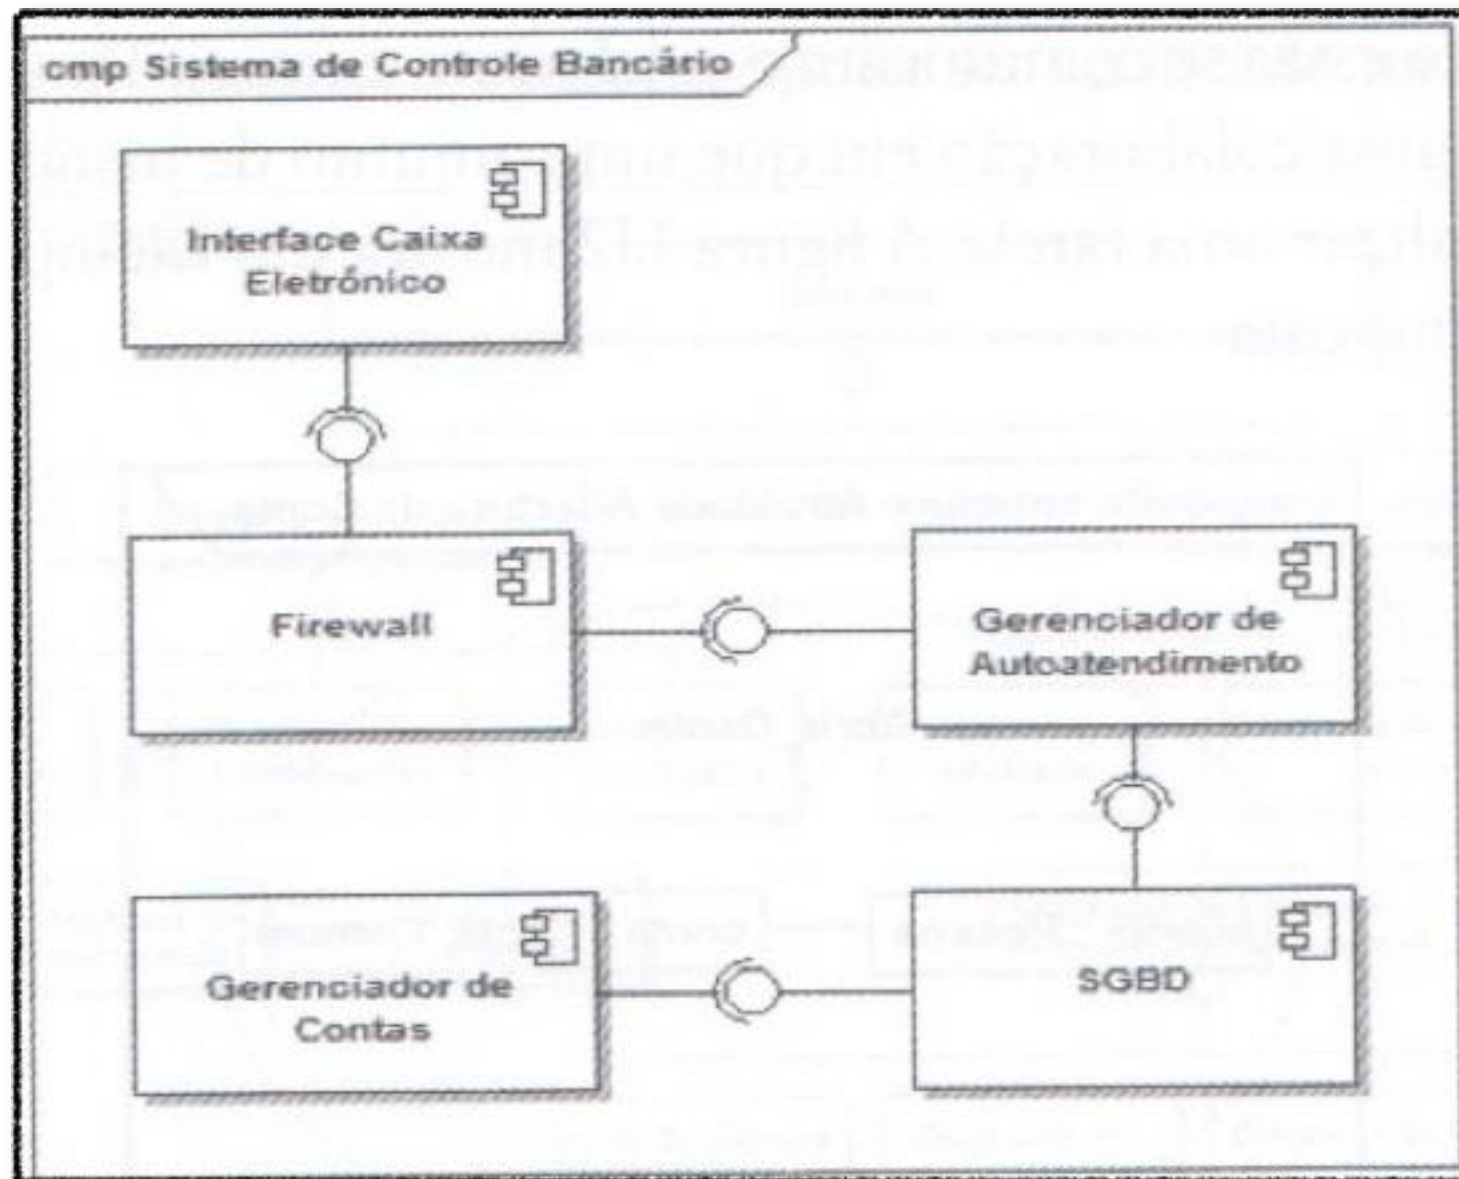 cmp Sistema de Controle Bancário
Interface Caixa
Eletrônico
Firewall
Gerenciador de
Autoatendimento
Gerenciador de
Contas
SGBD